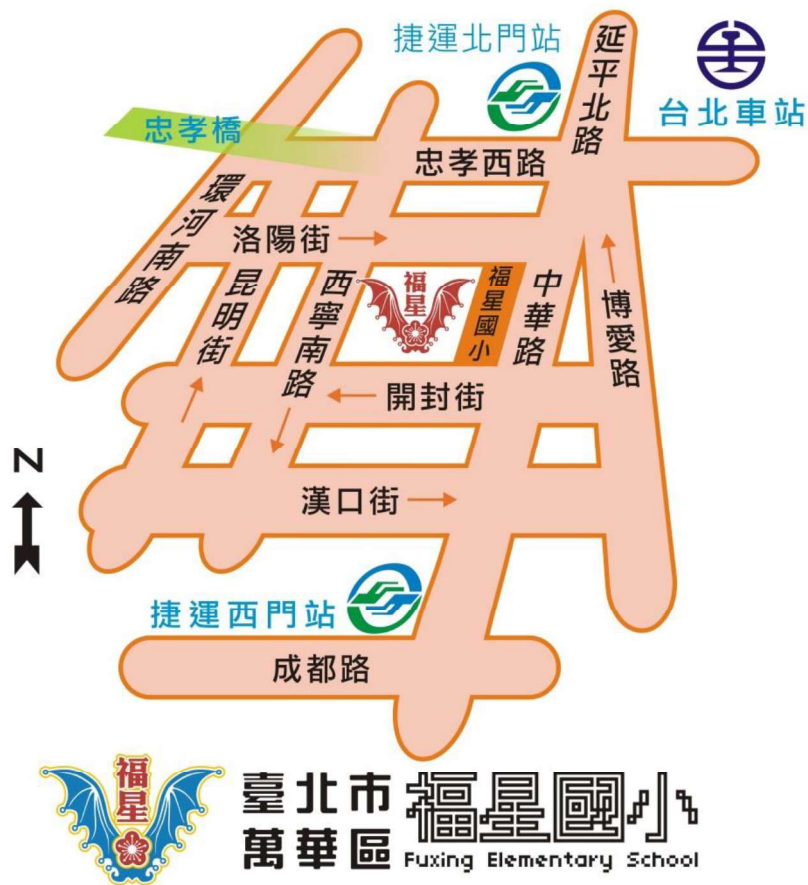 捷運北門站
延平北路
台北車站
忠孝橋
忠孝西路
環河南路
洛陽街
昆明街
西寧南路
福星
福星國小
中華路
博愛路
開封街
N
漢口街
捷運西門站
成都路
福星
臺北市
萬華區
福星國小
Fuxing Elementary School